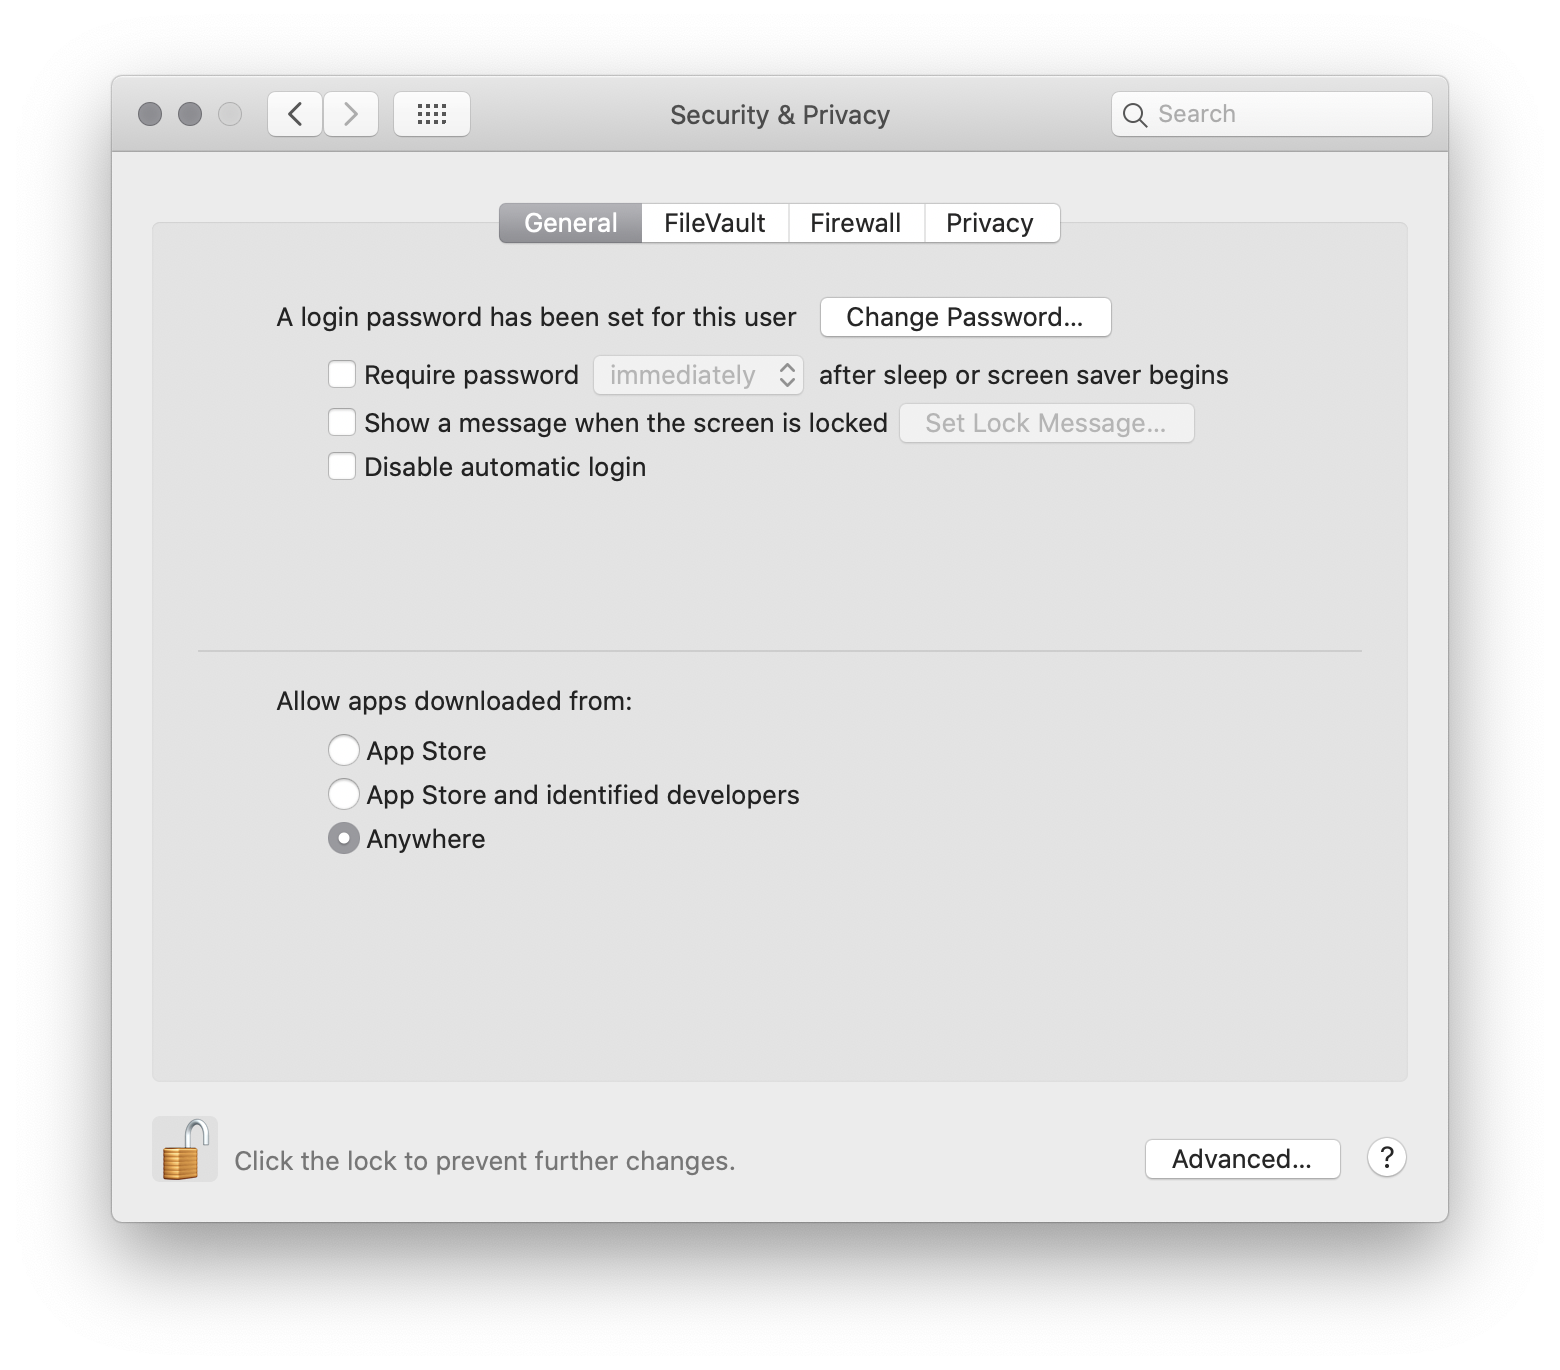 Security & Privacy
Search
General FileVault Firewall Privacy
A login password has been set for this user Change Password...
Require password immediately after sleep or screen saver begins
Show a message when the screen is locked Set Lock Message...
Disable automatic login
Allow apps downloaded from:
App Store
App Store and identified developers
Anywhere
Click the lock to prevent further changes. Advanced... ?